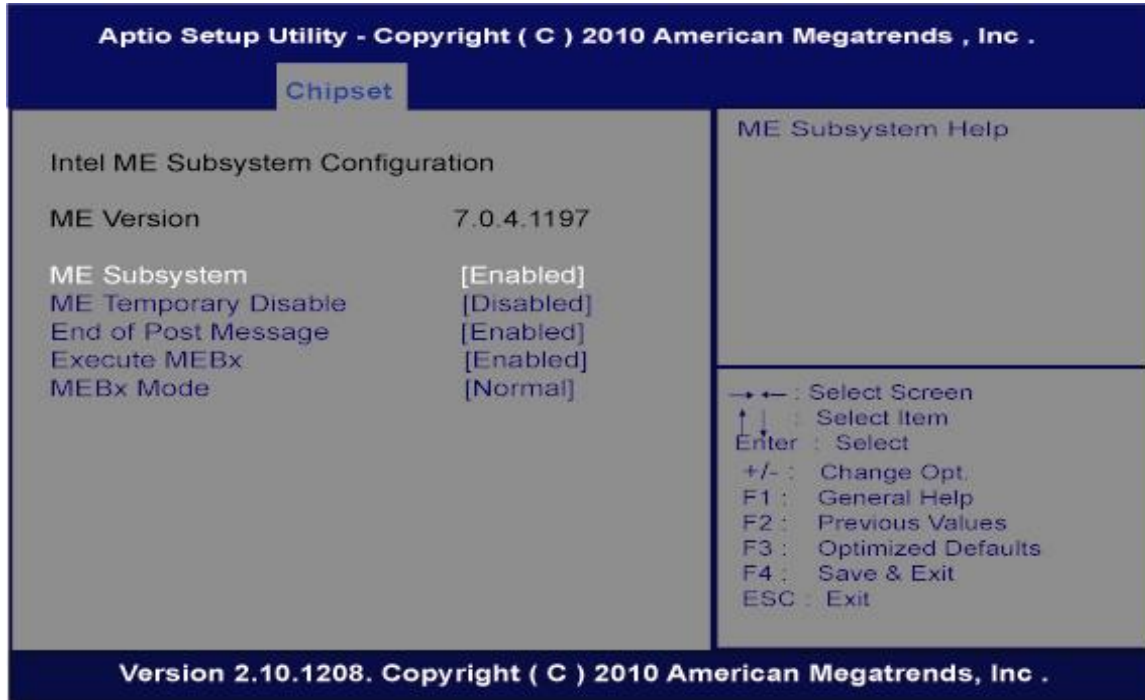 Aptio Setup Utility - Copyright ( C ) 2010 American Megatrends , Inc .
Chipset
Intel ME Subsystem Configuration
ME Version 7.0.4.1197
ME Subsystem [Enabled]
ME Temporary Disable [Disabled]
End of Post Message [Enabled]
Execute MEBx [Enabled]
MEBx Mode [Normal]
ME Subsystem Help
→ ← : Select Screen
↑ ↓ : Select Item
Enter : Select
+/- : Change Opt.
F1 : General Help
F2 : Previous Values
F3 : Optimized Defaults
F4 : Save & Exit
ESC : Exit
Version 2.10.1208. Copyright ( C ) 2010 American Megatrends, Inc .